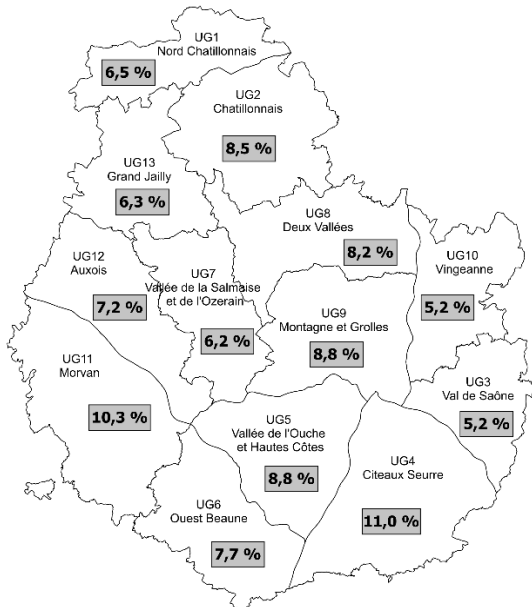 UG1
Nord Chatillonnais
6,5 %
UG2
Chatillonnais
8,5 %
UG13
Grand Jailly
6,3 %
UG8
Deux Vallées
8,2 %
UG12
Auxois
7,2 %
UG7
Vallée de la Salmaise
et de l'Ozerain
6,2 %
UG10
Vingeanne
5,2 %
UG9
Montagne et Grolles
8,8 %
UG11
Morvan
10,3 %
UG3
Val de Saône
5,2 %
UG5
Vallée de l'Ouche
et Hautes Côtes
8,8 %
UG4
Citeaux Seurre
11,0 %
UG6
Ouest Beaune
7,7 %